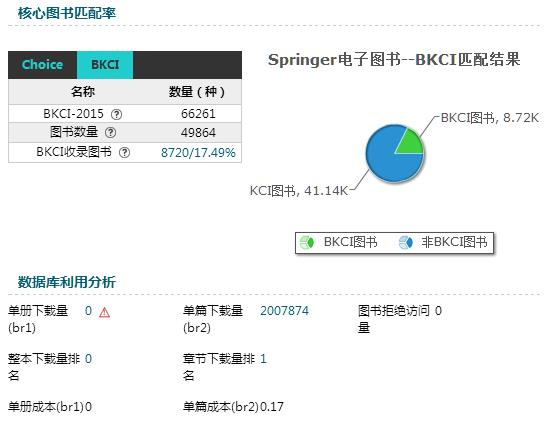 核心图书匹配率
Choice BKCI
名称 数量（种）
BKCI-2015 66261
图书数量 49864
BKCI收录图书 8720/17.49%
Springer电子图书--BKCI匹配结果
BKCI图书, 8.72K
KCI图书, 41.14K
BKCI图书 非BKCI图书
数据库利用分析
单册下载量 0 单篇下载量 2007874 图书拒绝访问 0
(br1) (br2) 量
整本下载量排 0 章节下载量排 1
名 名
单册成本(br1)0 单篇成本(br2)0.17